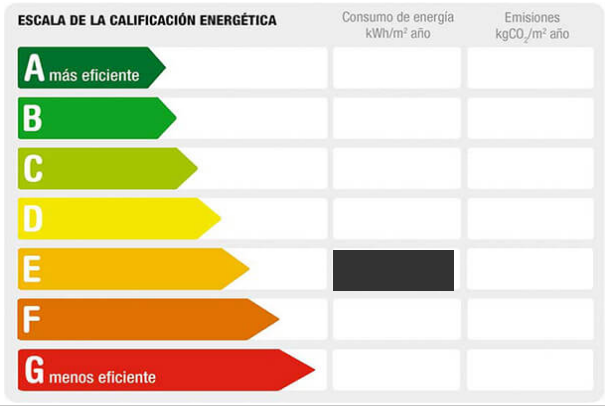 ESCALA DE LA CALIFICACIÓN ENERGÉTICA
Consumo de energía
kWh/m² año
Emisiones
kgCO₂/m² año
A más eficiente
B
C
D
E
F
G menos eficiente